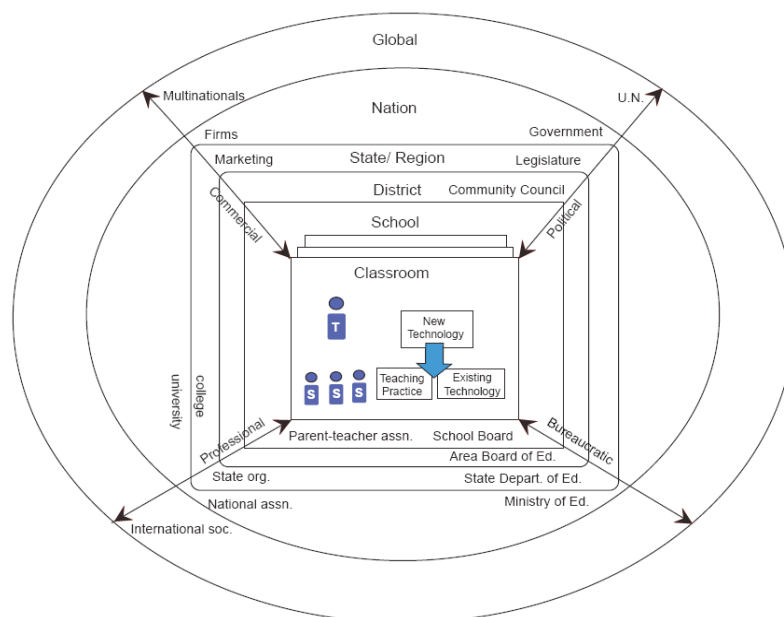 Global
Multinationals
U.N.
Nation
Firms
Government
Marketing
State/ Region
Legislature
District
Community Council
Commercial
Political
School
Classroom
T
New
Technology
S S S
Teaching
Practice
Existing
Technology
university
college
Professional
Bureaucratic
Parent-teacher assn.
School Board
Area Board of Ed.
State org.
State Depart. of Ed.
National assn.
Ministry of Ed.
International soc.